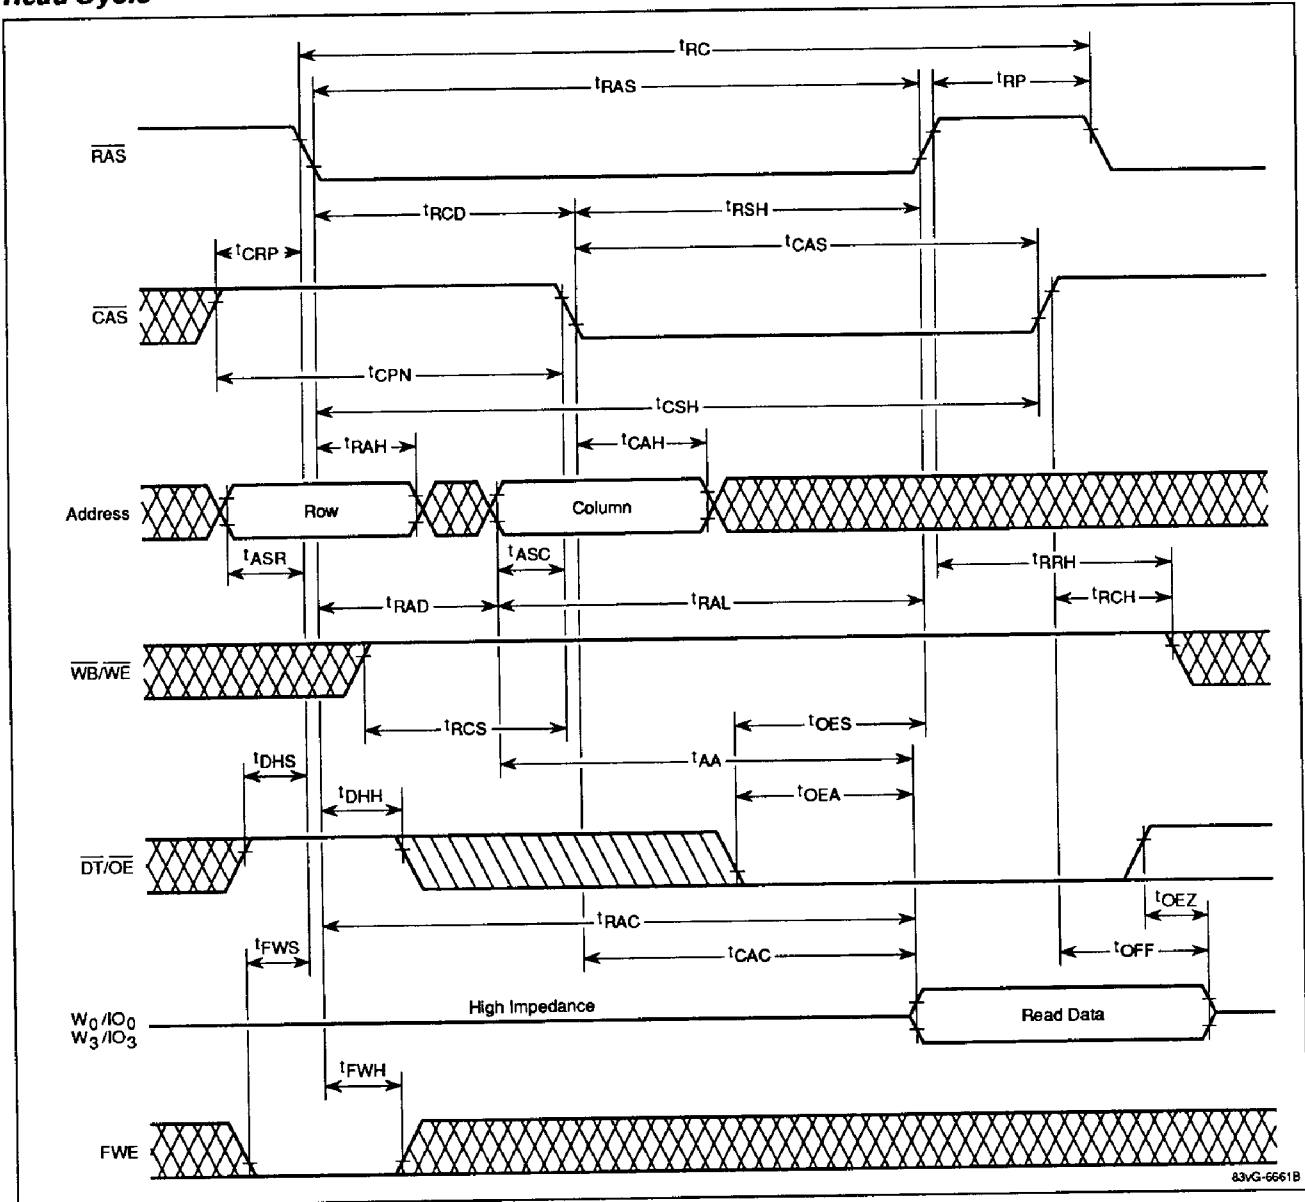 Read Cycle
tRC
tRAS
tRP
RAS
tRCD
tRSH
tCRP
tCAS
CAS
tCPN
tCSH
tRAH
tCAH
Address
Row
Column
tASR
tASC
tRRH
tRAD
tRAL
tRCH
WB/WE
tRCS
tOES
tDHS
tAA
tDHH
tOEA
DT/OE
tOEZ
tRAC
tFWS
tCAC
tOFF
High Impedance
W0/IO0
W3/IO3
Read Data
tFWH
FWE
83vG-6661B